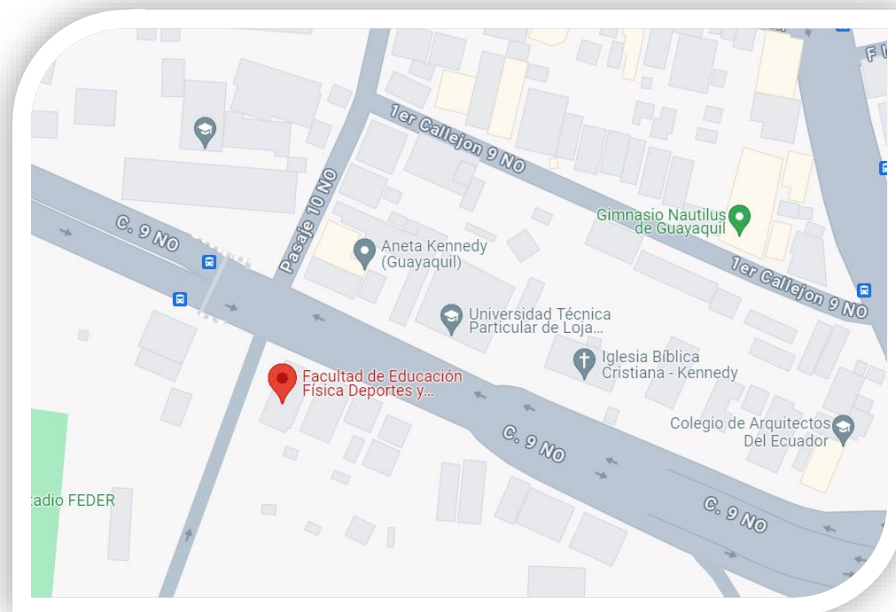 1er Callejon 9 NO
Pasaje 10 NO
C. 9 NO
Gimnasio Nautilus
de Guayaquil
Aneta Kennedy
(Guayaquil)
1er Callejon 9 NO
Universidad Técnica
Particular de Loja...
Iglesia Bíblica
Cristiana - Kennedy
Facultad de Educación
Física Deportes y...
Colegio de Arquitectos
Del Ecuador
C. 9 NO
tadio FEDER
C. 9 NO